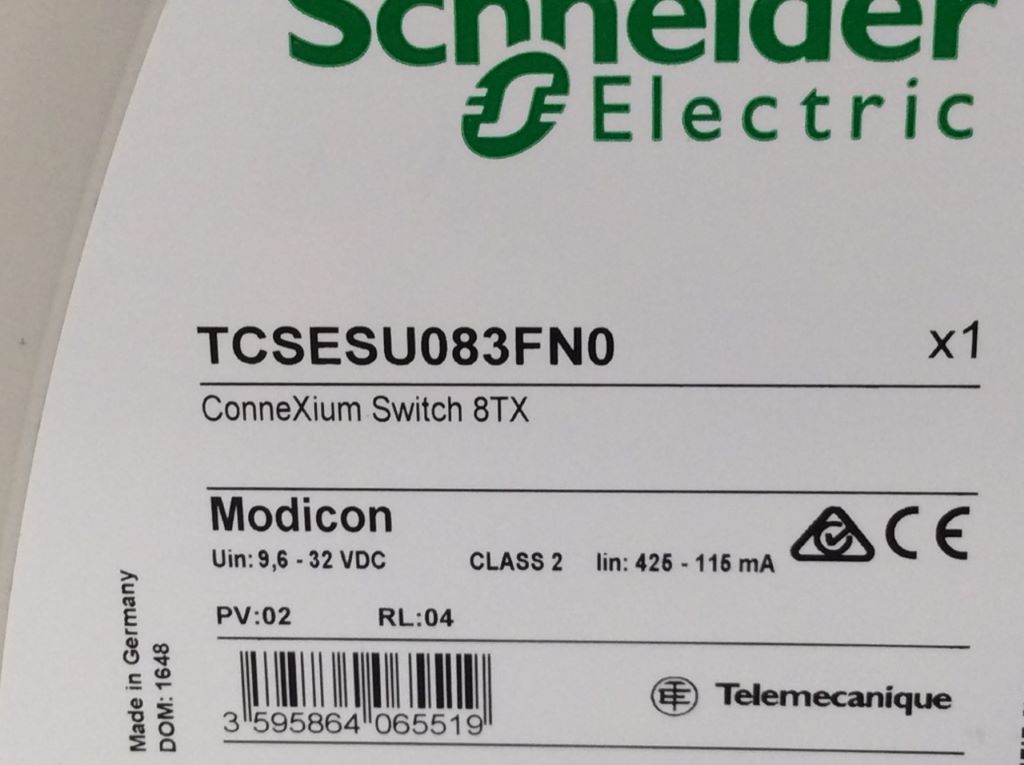 Schneider
Electric
TCSESU083FN0 x1
ConneXium Switch 8TX
Modicon
Uin: 9,6 - 32 VDC CLASS 2 Iin: 425 - 115 mA
PV:02 RL:04
Made in Germany
DOM: 1648
3 595864 065519
Telemecanique